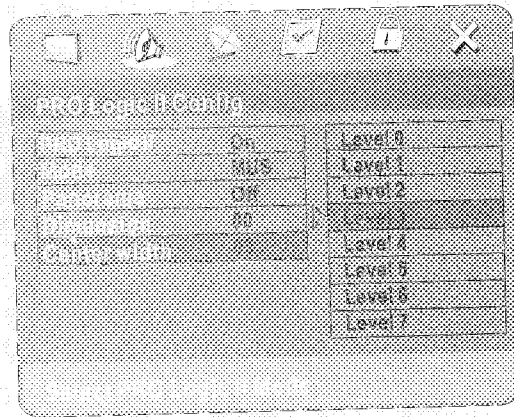 PRO Logic II Config
PRO Logic II On
Mode MUS
Panorama Off
Dimension 00
Center width
Level 0
Level 1
Level 2
Level 3
Level 4
Level 5
Level 6
Level 7